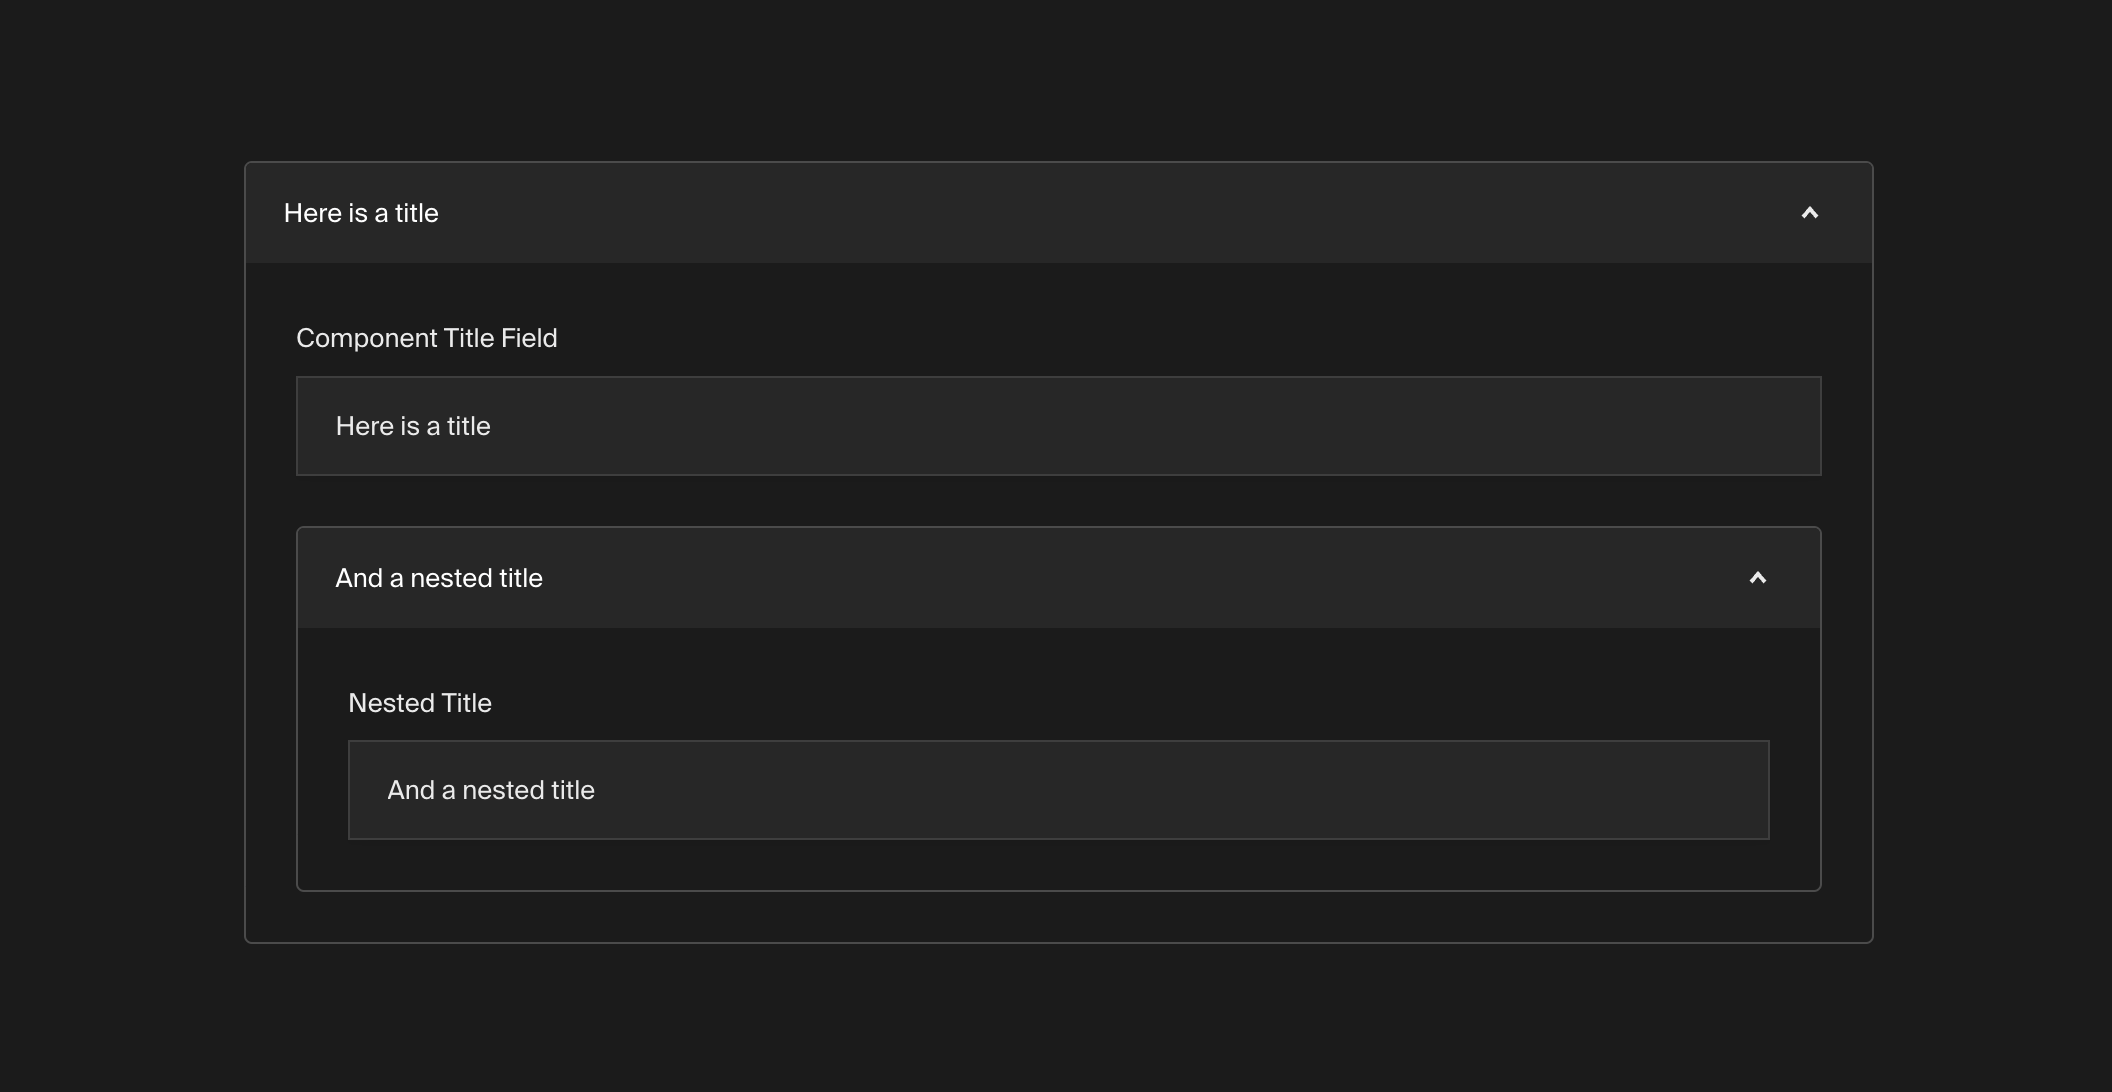 Here is a title
Component Title Field
Here is a title
And a nested title
Nested Title
And a nested title